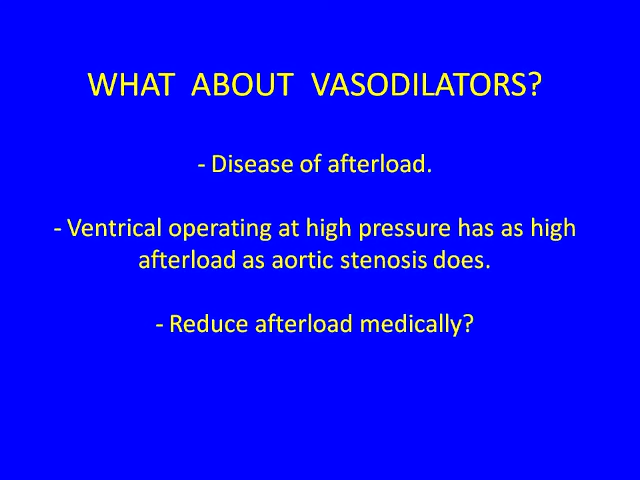 WHAT ABOUT VASODILATORS?
- Disease of afterload.
- Ventrical operating at high pressure has as high
afterload as aortic stenosis does.
- Reduce afterload medically?